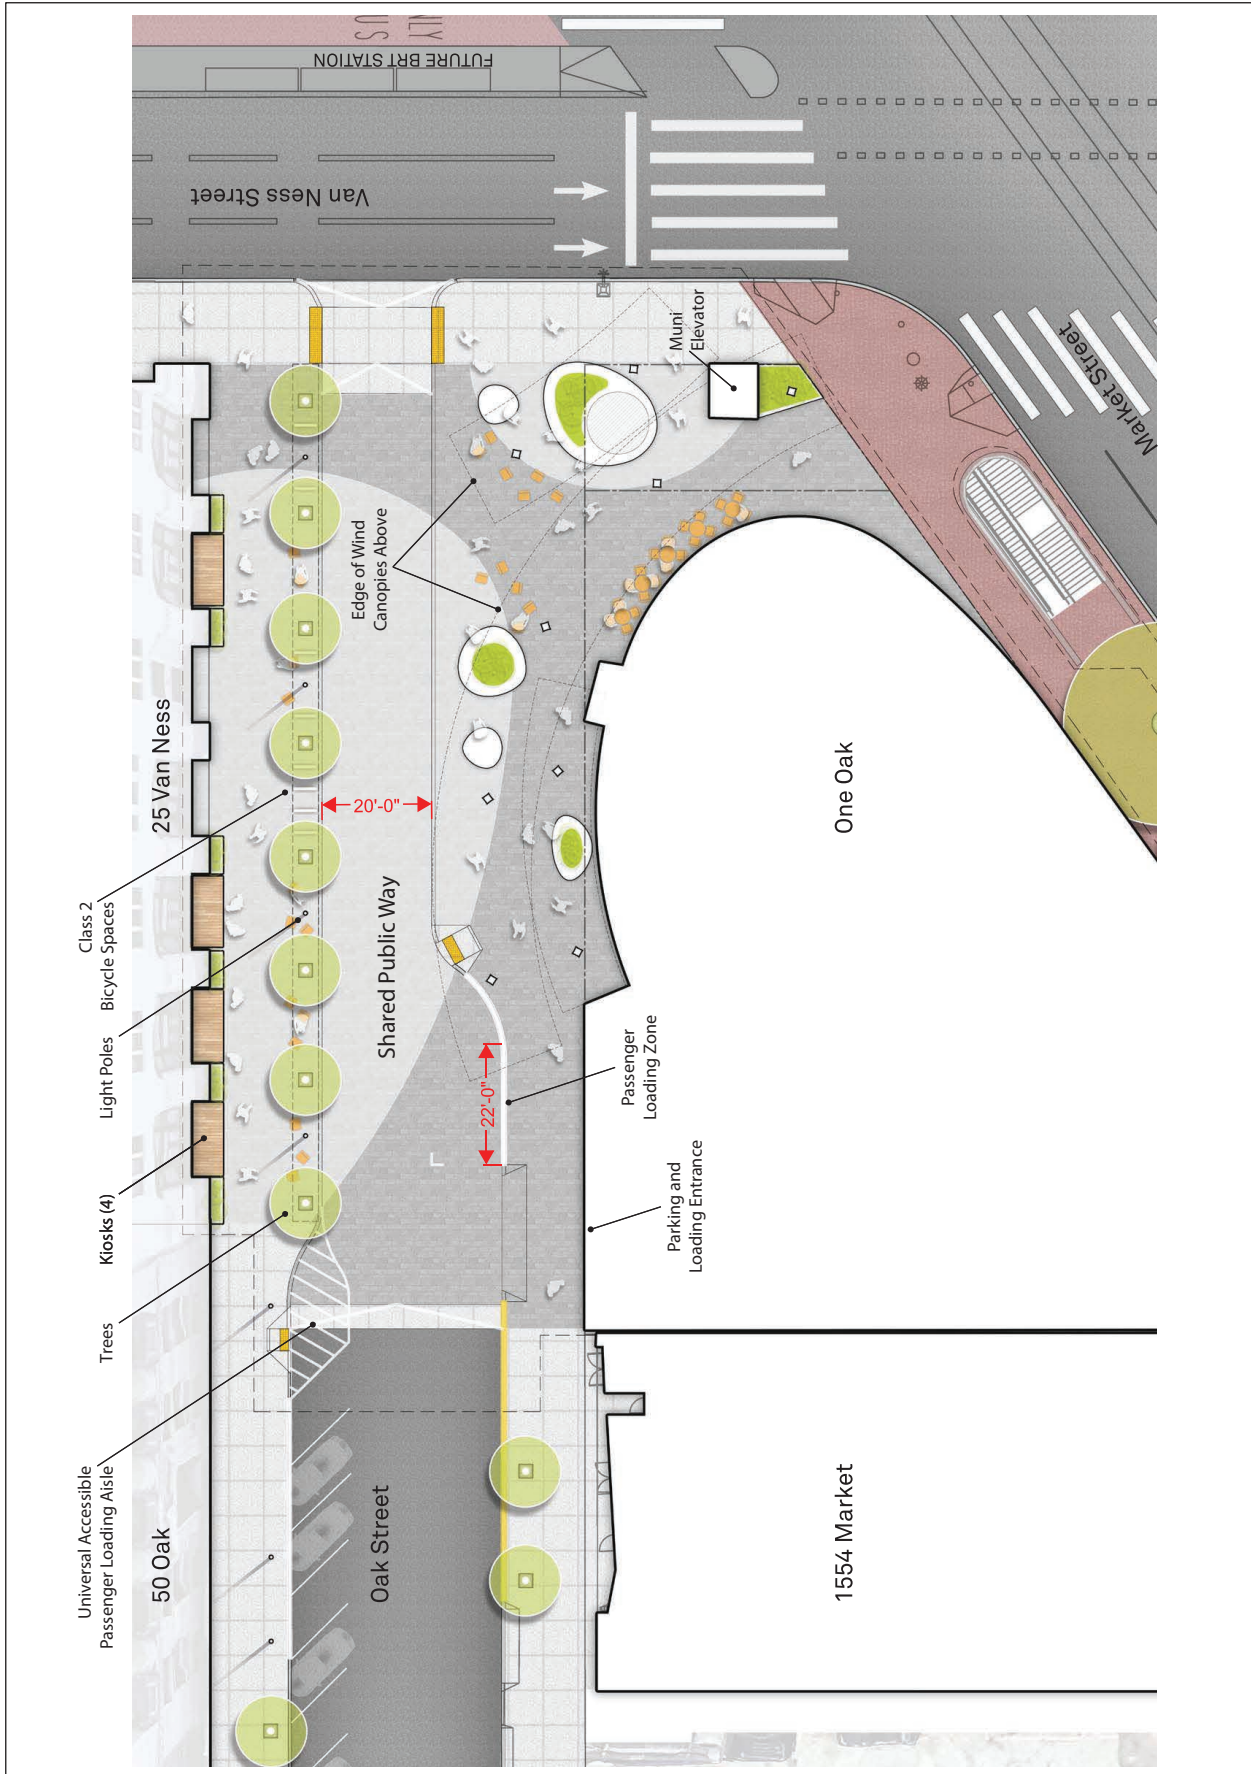 ONLY
BUS
FUTURE BRT STATION
Van Ness Street
Market Street
Muni
Elevator
Edge of Wind
Canopies Above
25 Van Ness
20'-0"
One Oak
Class 2
Bicycle Spaces
Shared Public Way
Light Poles
22'-0"
Passenger
Loading Zone
Kiosks (4)
Parking and
Loading Entrance
Trees
Universal Accessible
Passenger Loading Aisle
50 Oak
Oak Street
1554 Market